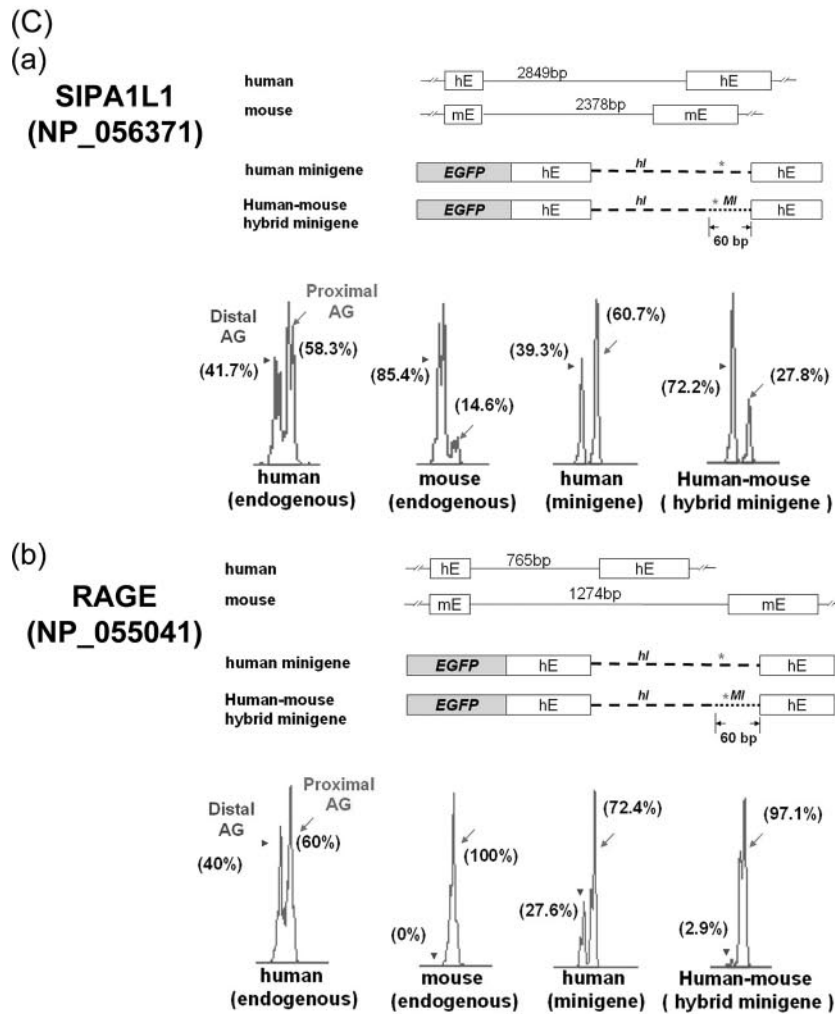 (C)
(a)
SIPA1L1
(NP_056371)
human
hE
2849bp
hE
mouse
mE
2378bp
mE
human minigene
EGFP
hE
hI
*
hE
Human-mouse
hybrid minigene
EGFP
hE
hI
* MI
hE
60 bp
Distal
AG
(41.7%)
Proximal
AG
(58.3%)
human
(endogenous)
(85.4%)
(14.6%)
mouse
(endogenous)
(39.3%)
(60.7%)
human
(minigene)
(72.2%)
(27.8%)
Human-mouse
( hybrid minigene )
(b)
RAGE
(NP_055041)
human
hE
765bp
hE
mouse
mE
1274bp
mE
human minigene
EGFP
hE
hI
*
hE
Human-mouse
hybrid minigene
EGFP
hE
hI
*MI
hE
60 bp
Distal
AG
(40%)
Proximal
AG
(60%)
human
(endogenous)
(0%)
(100%)
mouse
(endogenous)
(27.6%)
(72.4%)
human
(minigene)
(2.9%)
(97.1%)
Human-mouse
( hybrid minigene )